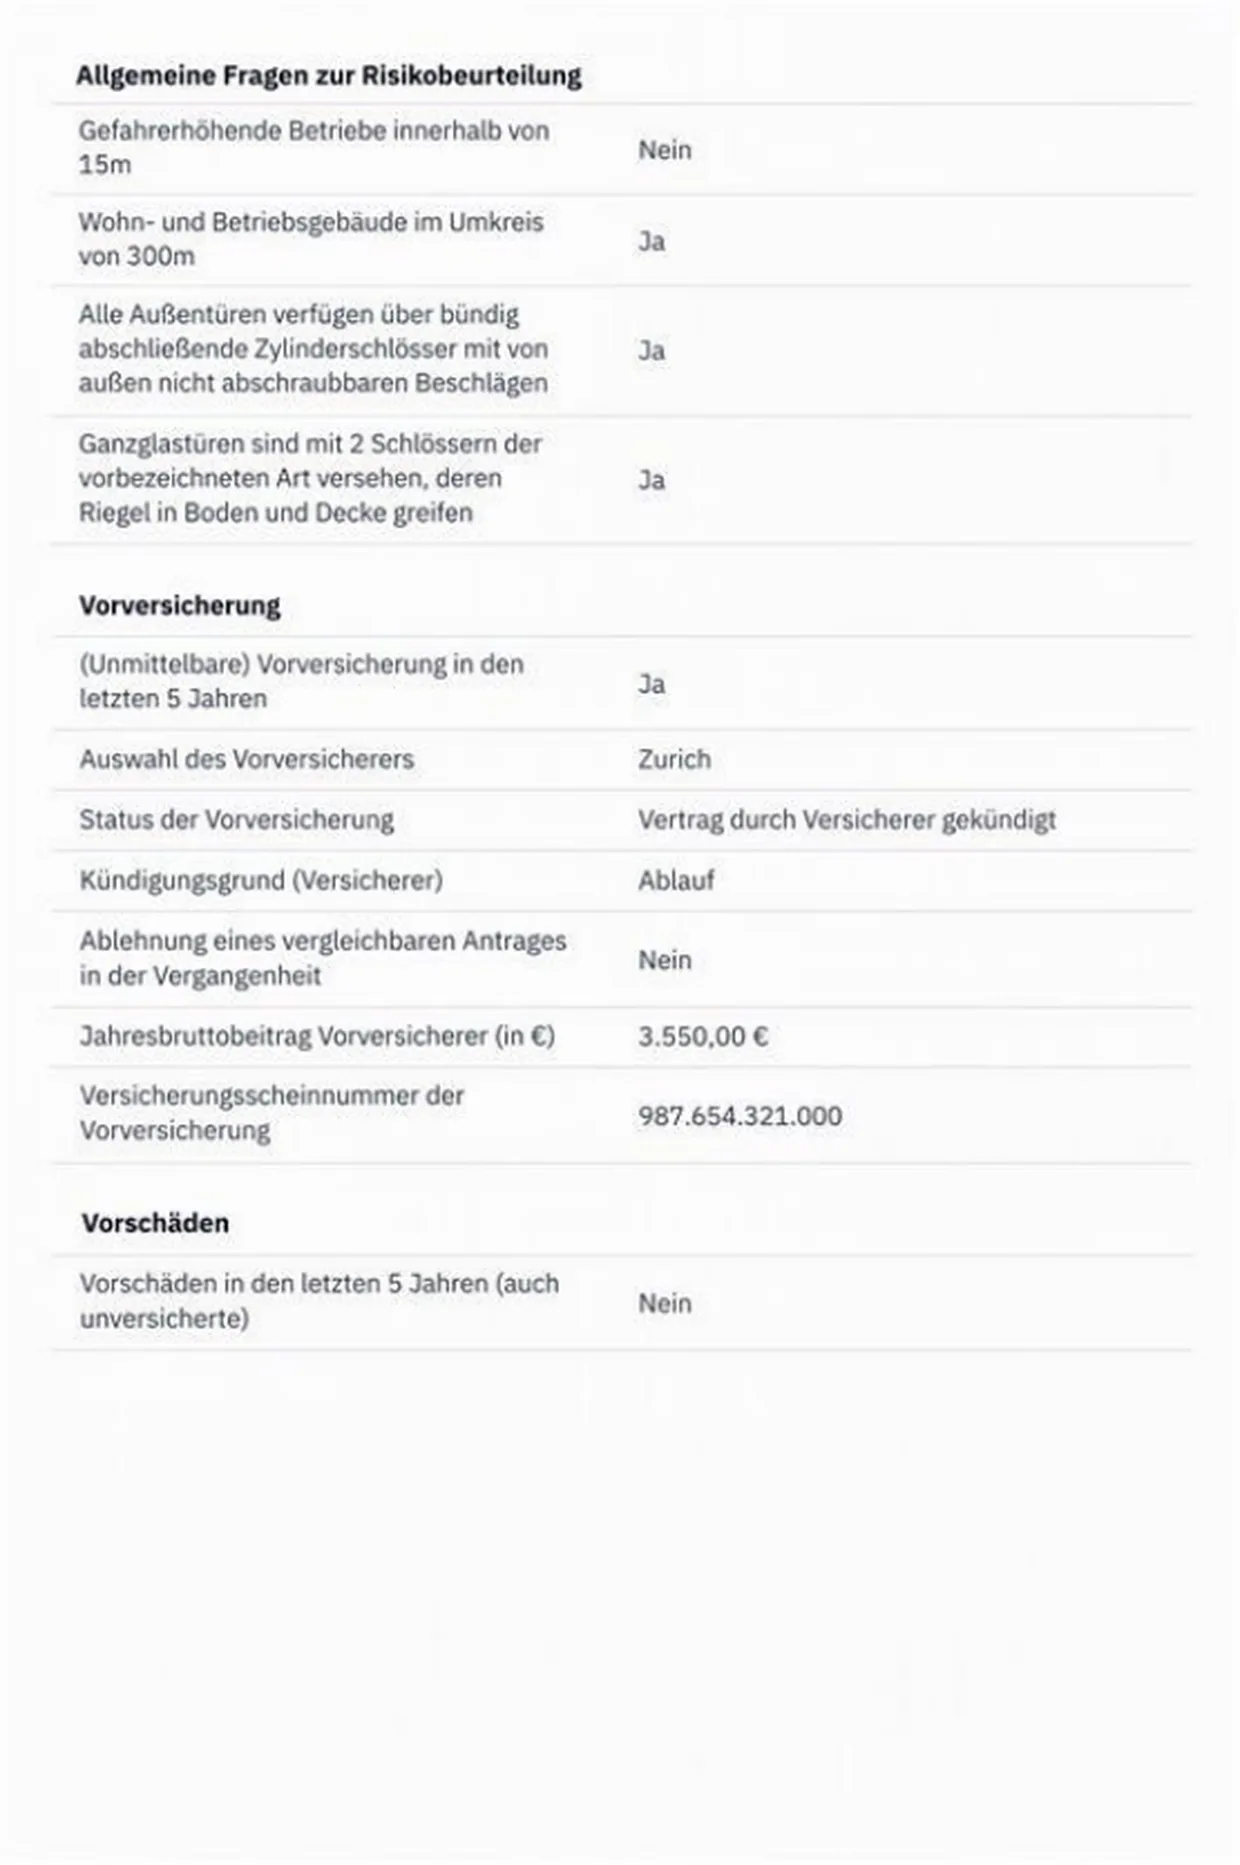 Allgemeine Fragen zur Risikobeurteilung
Gefahrerhöhende Betriebe innerhalb von
15m
Nein
Wohn- und Betriebsgebäude im Umkreis
von 300m
Ja
Alle Außentüren verfügen über bündig
abschließende Zylinderschlösser mit von
außen nicht abschraubbaren Beschlägen
Ja
Ganzglastüren sind mit 2 Schlössern der
vorbezeichneten Art versehen, deren
Riegel in Boden und Decke greifen
Ja
Vorversicherung
(Unmittelbare) Vorversicherung in den
letzten 5 Jahren
Ja
Auswahl des Vorversicherers Zurich
Status der Vorversicherung Vertrag durch Versicherer gekündigt
Kündigungsgrund (Versicherer) Ablauf
Ablehnung eines vergleichbaren Antrages
in der Vergangenheit
Nein
Jahresbruttobeitrag Vorversicherer (in €) 3.550,00 €
Versicherungsscheinnummer der
Vorversicherung
987.654.321.000
Vorschäden
Vorschäden in den letzten 5 Jahren (auch
unversicherte)
Nein